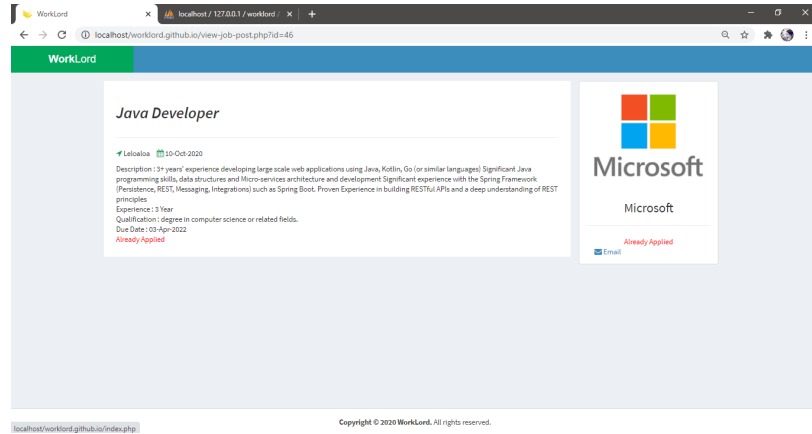 WorkLord
localhost / 127.0.0.1 / worklord /
localhost/worklord.github.io/view-job-post.php?id=46
WorkLord
Java Developer
Leloaloa 10-Oct-2020
Description : 3+ years' experience developing large scale web applications using Java, Kotlin, Go (or similar languages) Significant Java
programming skills, data structures and Micro-services architecture and development Significant experience with the Spring Framework
(Persistence, REST, Messaging, Integrations) such as Spring Boot. Proven Experience in building RESTful APIs and a deep understanding of REST
principles
Experience : 3 Year
Qualification : degree in computer science or related fields.
Due Date : 03-Apr-2022
Already Applied
Microsoft
Microsoft
Already Applied
Email
Copyright © 2020 WorkLord. All rights reserved.
localhost/worklord.github.io/index.php